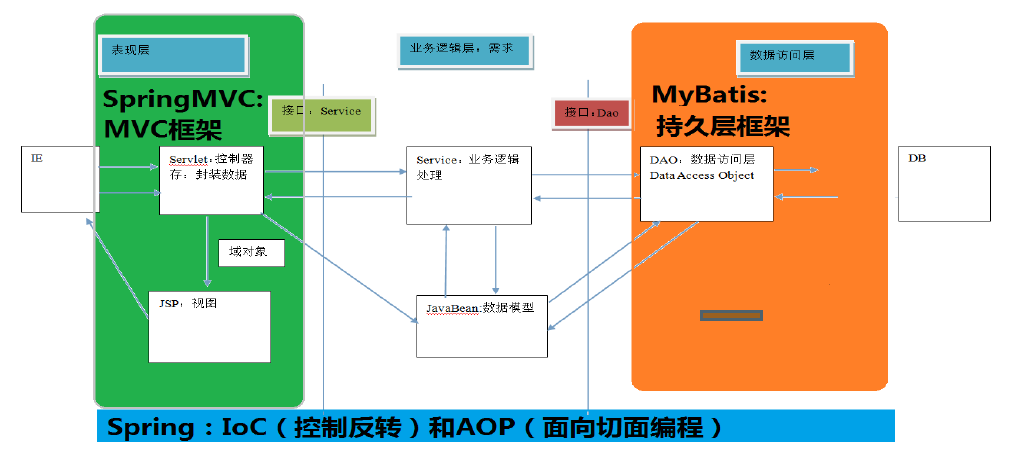 表现层
业务逻辑层：需求
数据访问层
SpringMVC:
MVC框架
接口：Service
接口:Dao
MyBatis:
持久层框架
IE
Servlet:控制器
存：封装数据
Service：业务逻辑
处理
DAO：数据访问层
Data Access Object
DB
域对象
JSP：视图
JavaBean:数据模型
Spring：IoC（控制反转）和AOP（面向切面编程）